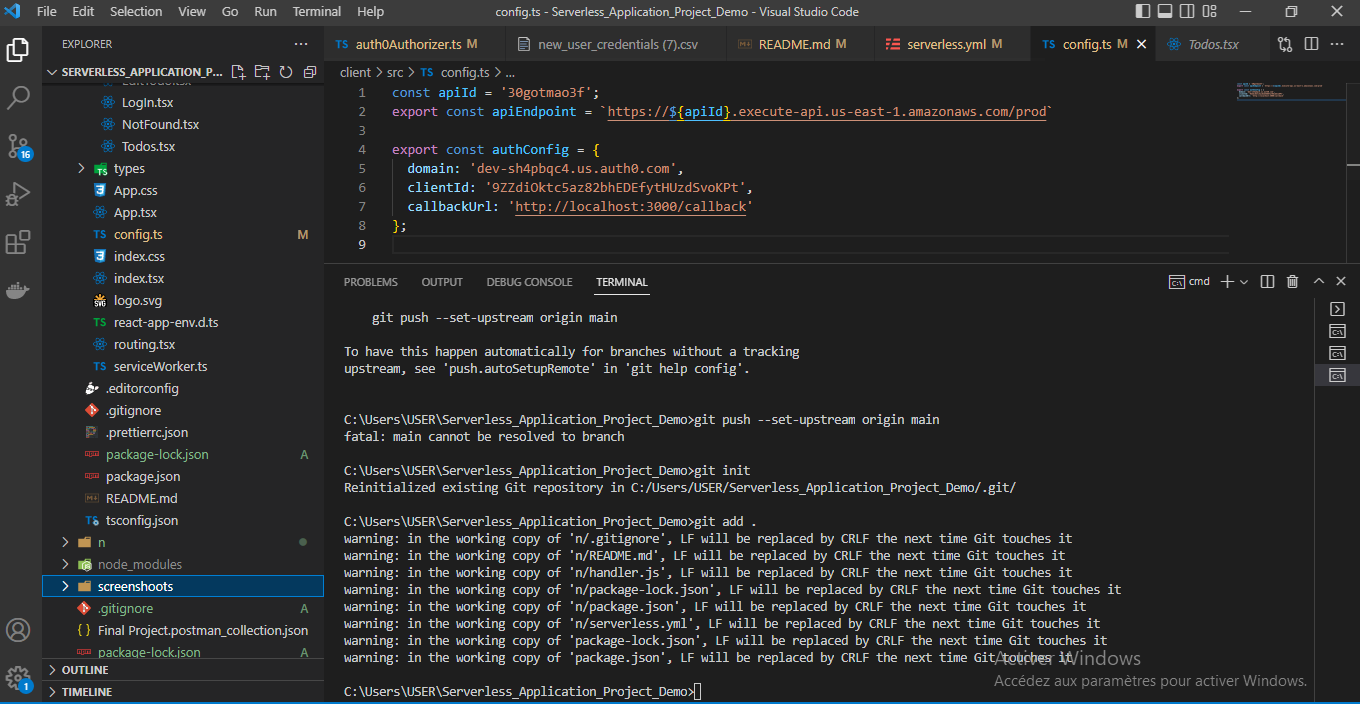 File Edit Selection View Go Run Terminal Help config.ts - Serverless_Application_Project_Demo - Visual Studio Code
EXPLORER
SERVERLESS_APPLICATION_P...
LogIn.tsx
NotFound.tsx
Todos.tsx
types
App.css
App.tsx
TS config.ts M
index.css
index.tsx
logo.svg
TS react-app-env.d.ts
routing.tsx
TS serviceWorker.ts
.editorconfig
.gitignore
.prettierrc.json
package-lock.json A
package.json
README.md
tsconfig.json
n
node_modules
screenshoots
.gitignore A
{ } Final Project.postman_collection.json
package-lock.json A
OUTLINE
TIMELINE
16
1
TS auth0Authorizer.ts M new_user_credentials (7).csv README.md M serverless.yml M TS config.ts M Todos.tsx
client > src > TS config.ts > ...
1 const apiId = '30gotmao3f';
2 export const apiEndpoint = `https://${apiId}.execute-api.us-east-1.amazonaws.com/prod`
3
4 export const authConfig = {
5 domain: 'dev-sh4pbqc4.us.auth0.com',
6 clientId: '9ZZdiOktc5az82bhEDEfytHUzdSvoKPt',
7 callbackUrl: 'http://localhost:3000/callback'
8 };
9
PROBLEMS OUTPUT DEBUG CONSOLE TERMINAL cmd
git push --set-upstream origin main
To have this happen automatically for branches without a tracking
upstream, see 'push.autoSetupRemote' in 'git help config'.
C:\Users\USER\Serverless_Application_Project_Demo>git push --set-upstream origin main
fatal: main cannot be resolved to branch
C:\Users\USER\Serverless_Application_Project_Demo>git init
Reinitialized existing Git repository in C:/Users/USER/Serverless_Application_Project_Demo/.git/
C:\Users\USER\Serverless_Application_Project_Demo>git add .
warning: in the working copy of 'n/.gitignore', LF will be replaced by CRLF the next time Git touches it
warning: in the working copy of 'n/README.md', LF will be replaced by CRLF the next time Git touches it
warning: in the working copy of 'n/handler.js', LF will be replaced by CRLF the next time Git touches it
warning: in the working copy of 'n/package-lock.json', LF will be replaced by CRLF the next time Git touches it
warning: in the working copy of 'n/package.json', LF will be replaced by CRLF the next time Git touches it
warning: in the working copy of 'n/serverless.yml', LF will be replaced by CRLF the next time Git touches it
warning: in the working copy of 'package-lock.json', LF will be replaced by CRLF the next time Git touches it
warning: in the working copy of 'package.json', LF will be replaced by CRLF the next time Git touches it
C:\Users\USER\Serverless_Application_Project_Demo>
Activer Windows
Accédez aux paramètres pour activer Windows.